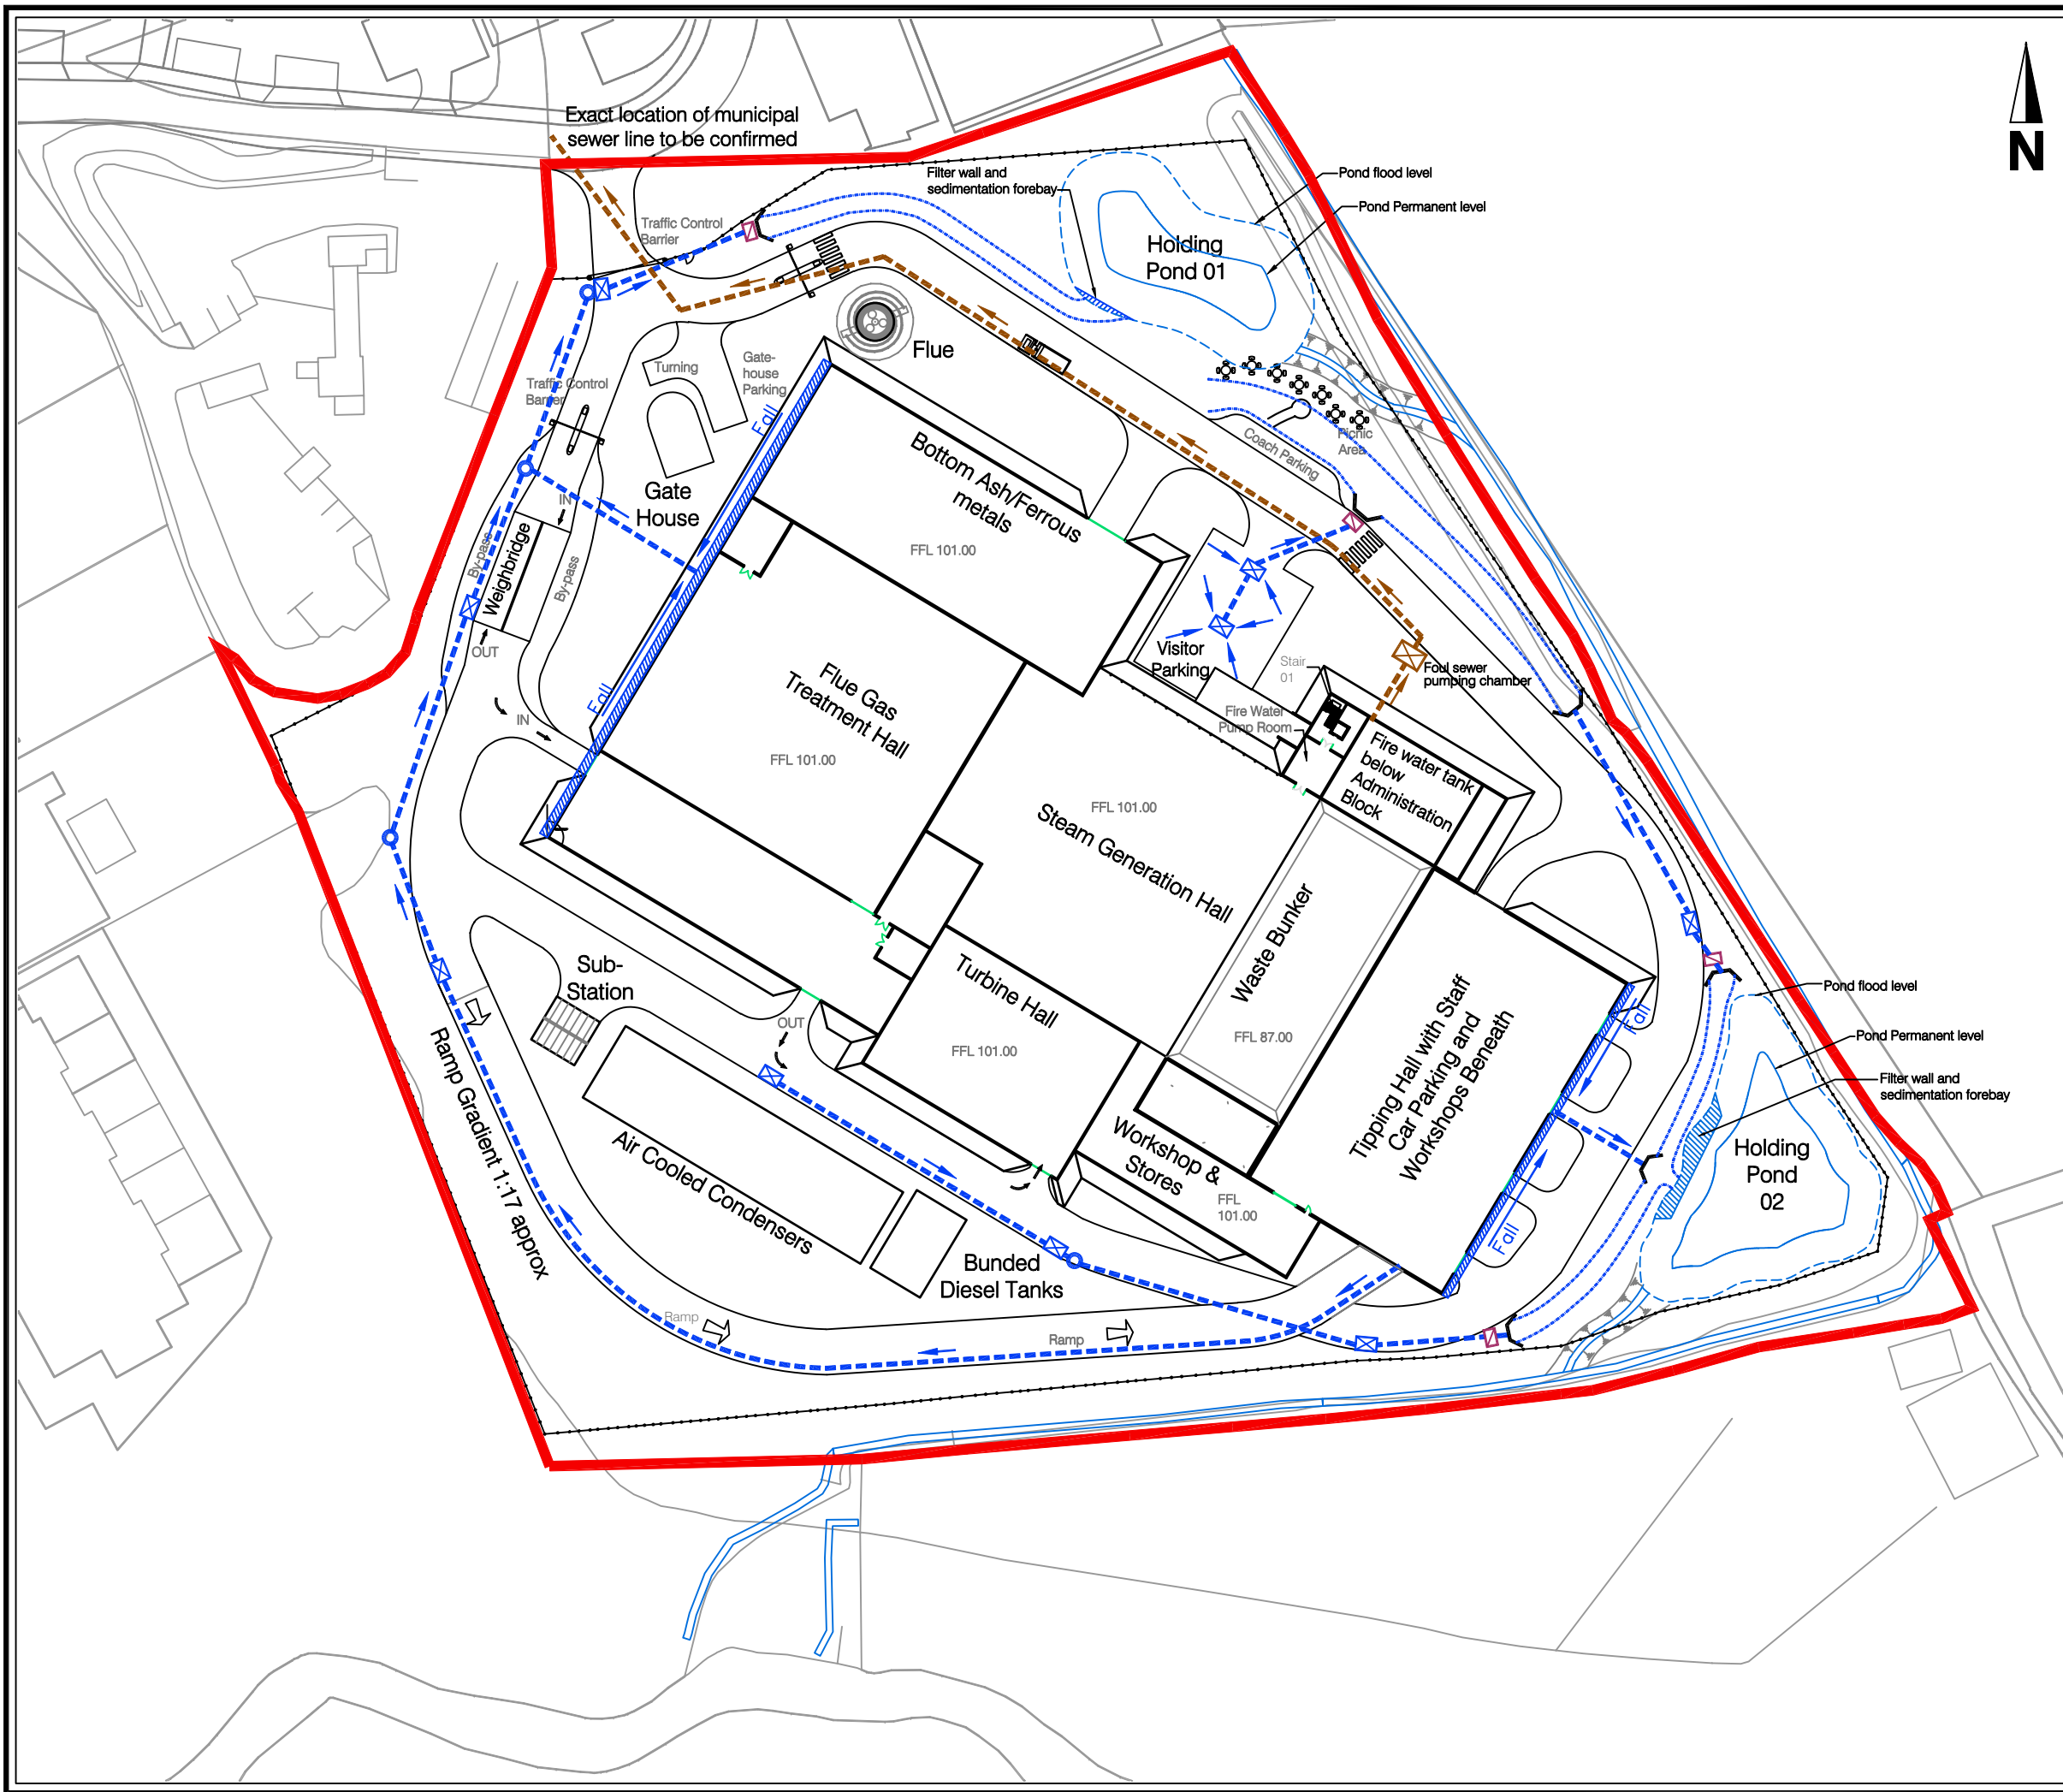 Exact location of municipal
sewer line to be confirmed
N
Filter wall and
sedimentation forebay
Pond flood level
Pond Permanent level
Traffic Control
Barrier
Holding
Pond 01
Flue
Turning
Gate-
house
Parking
Traffic Control
Barrier
Fall
Picnic
Area
Coach Parking
Bottom Ash/Ferrous
metals
FFL 101.00
Gate
House
IN
By-pass
Weighbridge
By-pass
OUT
IN
Fall
Visitor
Parking
Stair
01
Foul sewer
pumping chamber
Fire Water
Pump Room
Flue Gas
Treatment Hall
FFL 101.00
Fire water tank
below
Administration
Block
FFL 101.00
Steam Generation Hall
Waste Bunker
FFL 87.00
Sub-
Station
OUT
Turbine Hall
FFL 101.00
Tipping Hall with Staff
Car Parking and
Workshops Beneath
Fall
Pond flood level
Pond Permanent level
Filter wall and
sedimentation forebay
Holding
Pond
02
Ramp Gradient 1:17 approx
Air Cooled Condensers
Workshop &
Stores
FFL
101.00
Fall
Bunded
Diesel Tanks
Ramp
Ramp